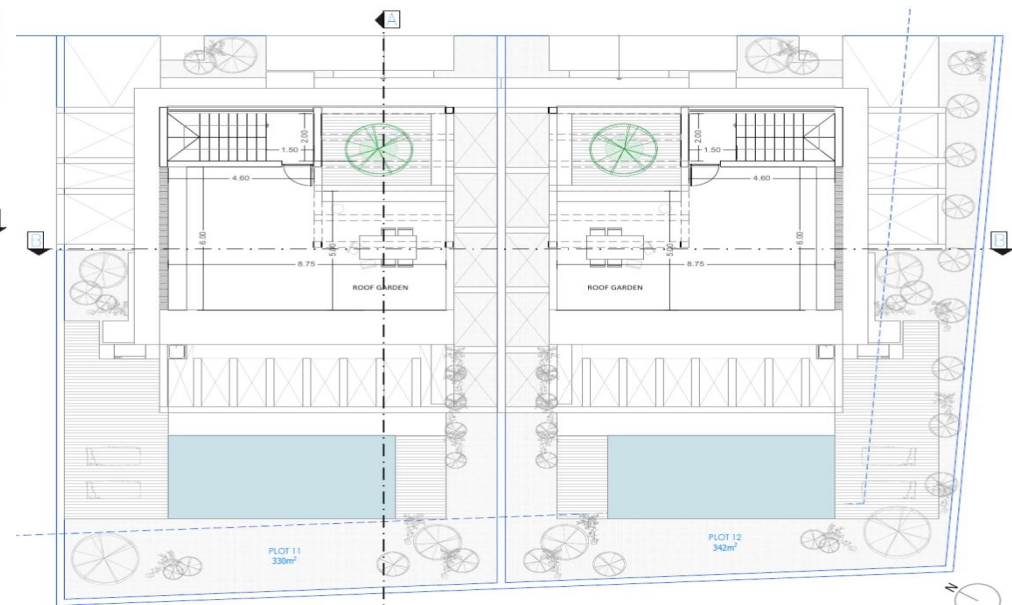 A
2.00
1.50
4.60
6.00
5.00
8.75
ROOF GARDEN
2.00
1.50
4.60
6.00
5.00
8.75
ROOF GARDEN
B
B
PLOT 11
330m²
PLOT 12
342m²
N